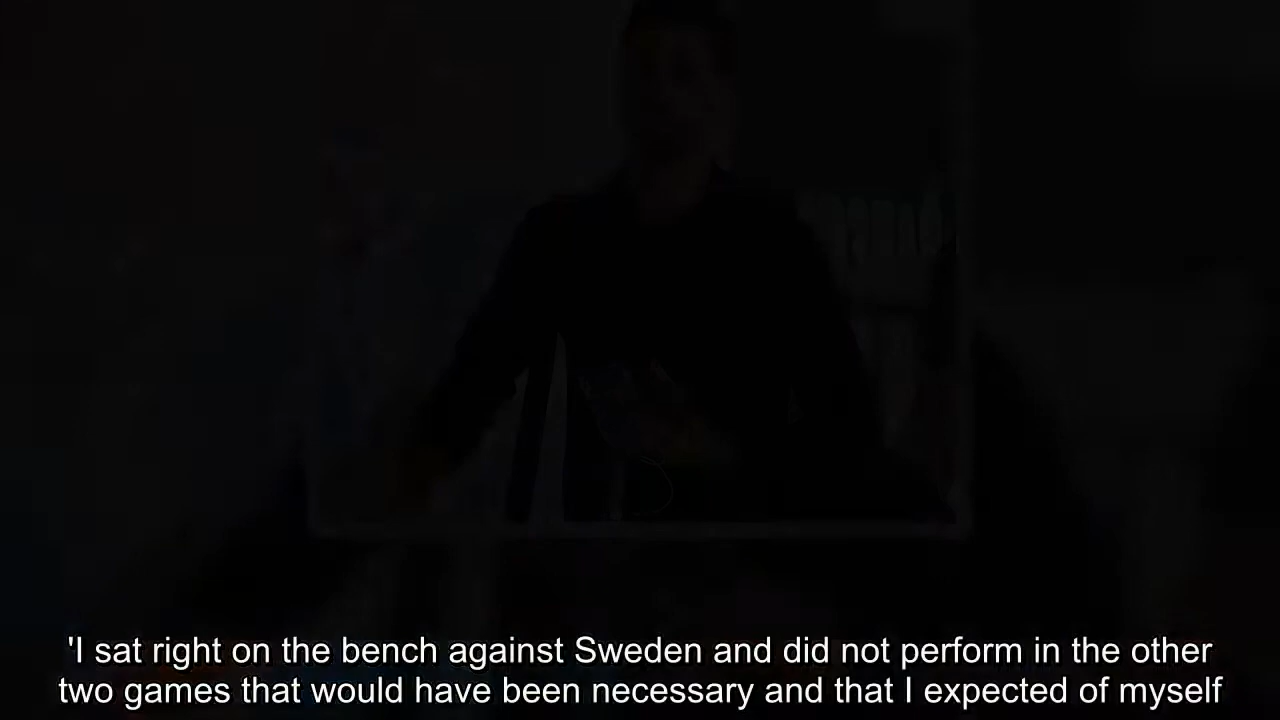 'I sat right on the bench against Sweden and did not perform in the other
two games that would have been necessary and that I expected of myself